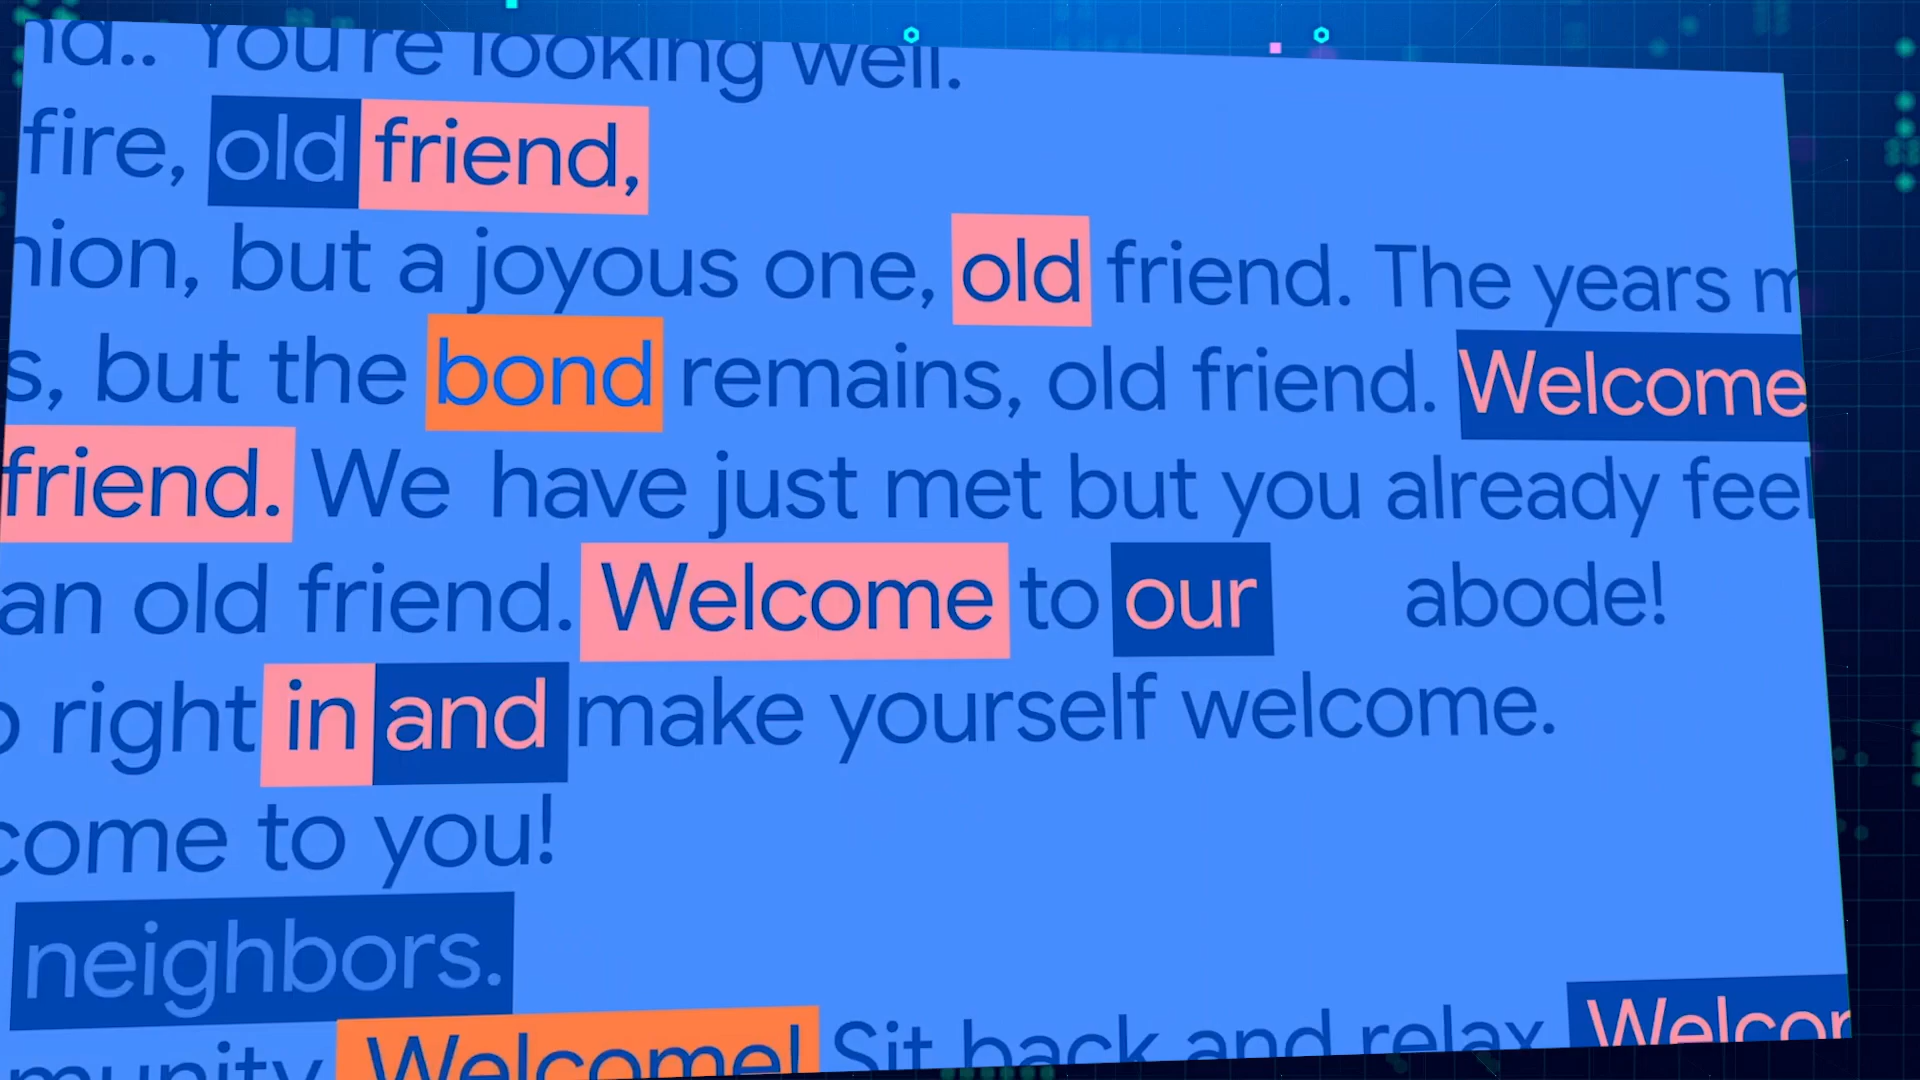 You're looking well.
fire, old friend,
but a joyous one, old friend. The years
but the bond remains, old friend. Welcome
friend. We have just met but you already feel
an old friend. Welcome to our abode!
right in and make yourself welcome.
come to you!
neighbors.
Welcome! Sit back and relax